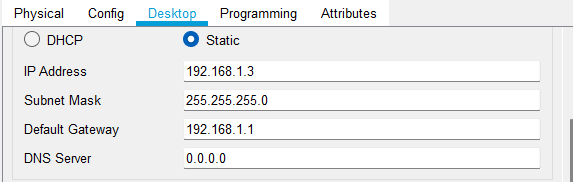 Physical Config Desktop Programming Attributes
DHCP Static
IP Address 192.168.1.3
Subnet Mask 255.255.255.0
Default Gateway 192.168.1.1
DNS Server 0.0.0.0